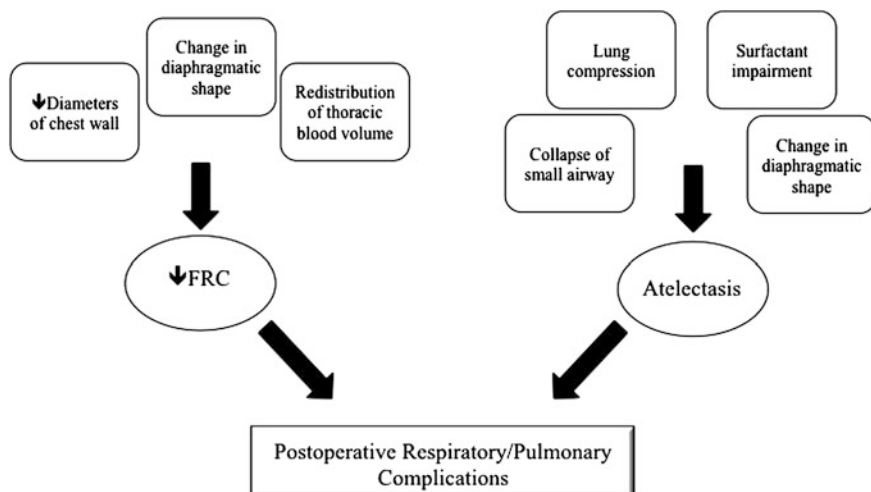 ↓Diameters
of chest wall
Change in
diaphragmatic
shape
Redistribution
of thoracic
blood volume
↓FRC
Lung
compression
Surfactant
impairment
Collapse of
small airway
Change in
diaphragmatic
shape
Atelectasis
Postoperative Respiratory/Pulmonary
Complications